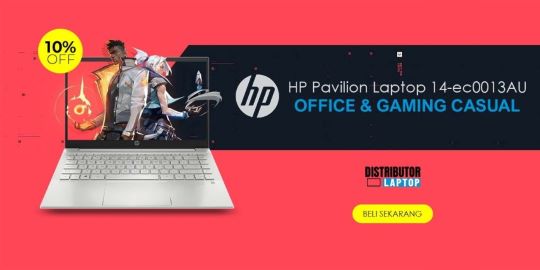 10%
OFF
hp
HP Pavilion Laptop 14-ec0013AU
OFFICE & GAMING CASUAL
DISTRIBUTOR
LAPTOP
BELI SEKARANG